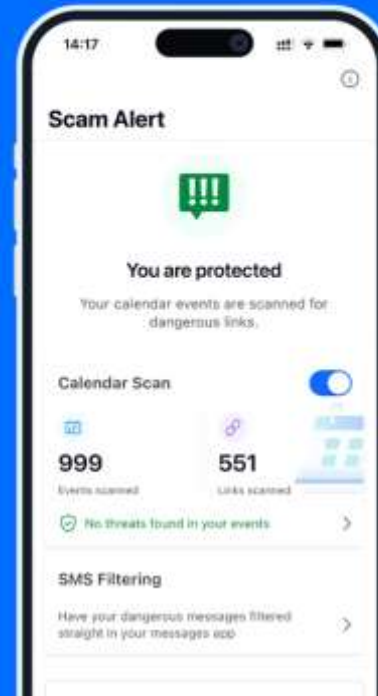 14:17
Scam Alert
You are protected
Your calendar events are scanned for
dangerous links.
Calendar Scan
999
551
Events scanned
Links scanned
No threats found in your events
SMS Filtering
Have your dangerous messages filtered
straight in your messages app